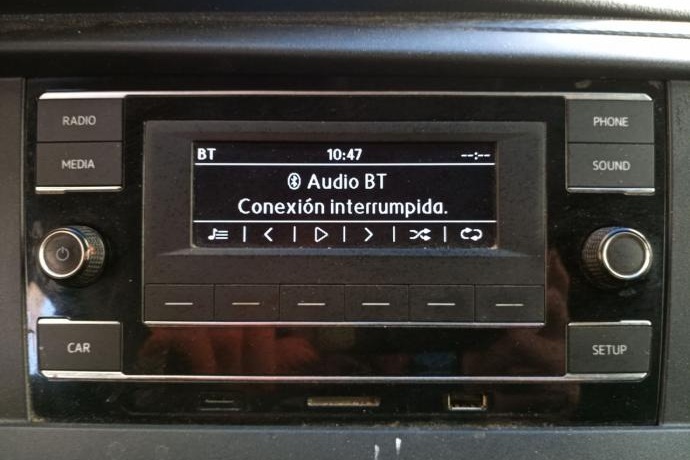 RADIO
MEDIA
CAR
BT 10:47 --:--
Audio BT
Conexión interrumpida.
PHONE
SOUND
SETUP